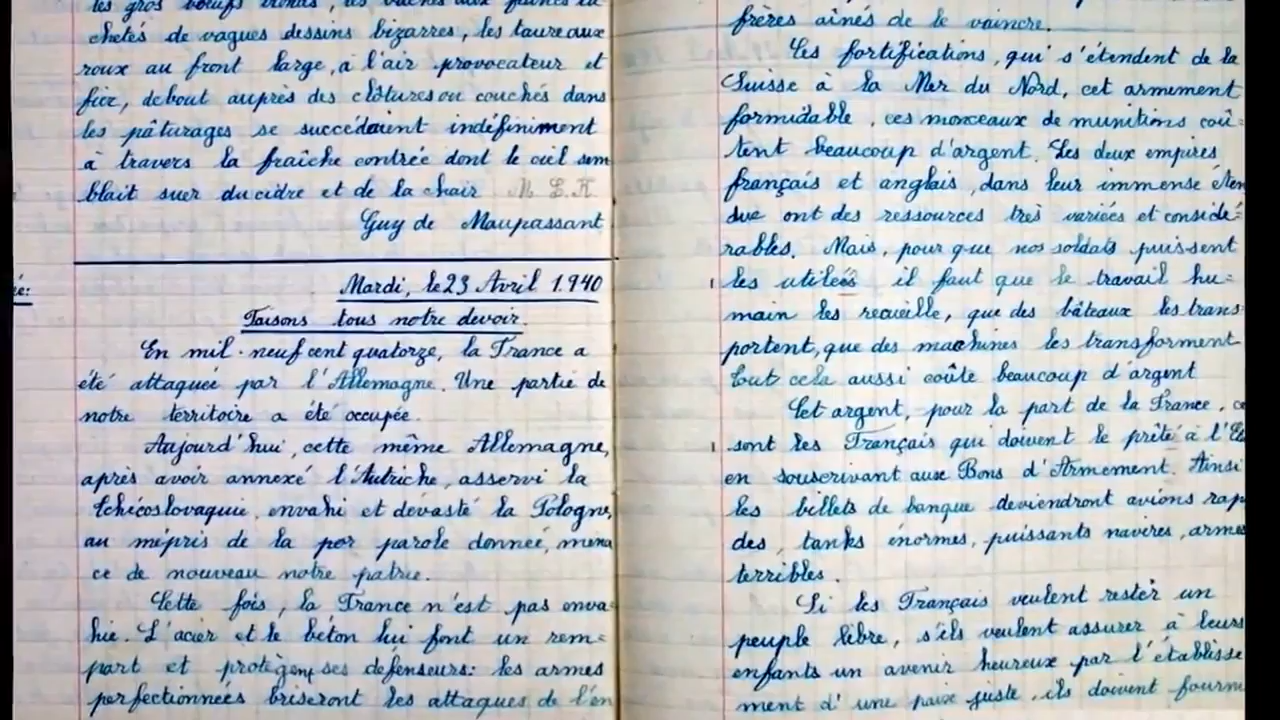 les gros bœufs blonds, les vaches aux flancs ta
chetés de vagues dessins bizarres, les taureaux
roux au front large, à l'air provocateur et
fier, debout auprès des clôtures ou couchés dans
les pâturages se succédaient indéfiniment
à travers la fraîche contrée dont le ciel sem
blait suer du cidre et de la chair
Guy de Maupassant
Mardi, le 23 Avril 1940
Faisons tous notre devoir.
En mil-neuf cent quatorze, la France a
été attaquée par l'Allemagne. Une partie de
notre territoire a été occupée.
Aujourd'hui, cette même Allemagne,
après avoir annexé l'Autriche, asservi la
Tchécoslovaquie, envahi et dévasté la Pologne,
au mépris de la par parole donnée, mena
ce de nouveau notre patrie.
Cette fois, la France n'est pas enva
hie. L'acier et le béton lui font un rem=
part et protègent ses défenseurs: les armes
perfectionnées briseront les attaques de l'en
frères aînés de le vaincre.
Les fortifications, qui s'étendent de la
Suisse à la Mer du Nord, cet armement
formidable, ces monceaux de munitions coû-
tent beaucoup d'argent. Les deux empires
français et anglais, dans leur immense éten
due ont des ressources très variées et considé=
rables. Mais, pour que nos soldats puissent
les utilisés il faut que le travail hu=
main les recueille, que des bâteaux les trans-
portent, que des machines les transforment
tout cela aussi coûte beaucoup d'argent
Cet argent, pour la part de la France, ce
sont les Français qui doivent le prêté à l'Et
en souscrivant aux Bons d'Armement. Ainsi
les billets de banque deviendront avions rap
des, tanks énormes, puissants navires, armes
terribles.
Si les Français veulent rester un
peuple libre, s'ils veulent assurer à leurs
enfants un avenir heureux par l'établisse
ment d'une paix juste, ils doivent fourni